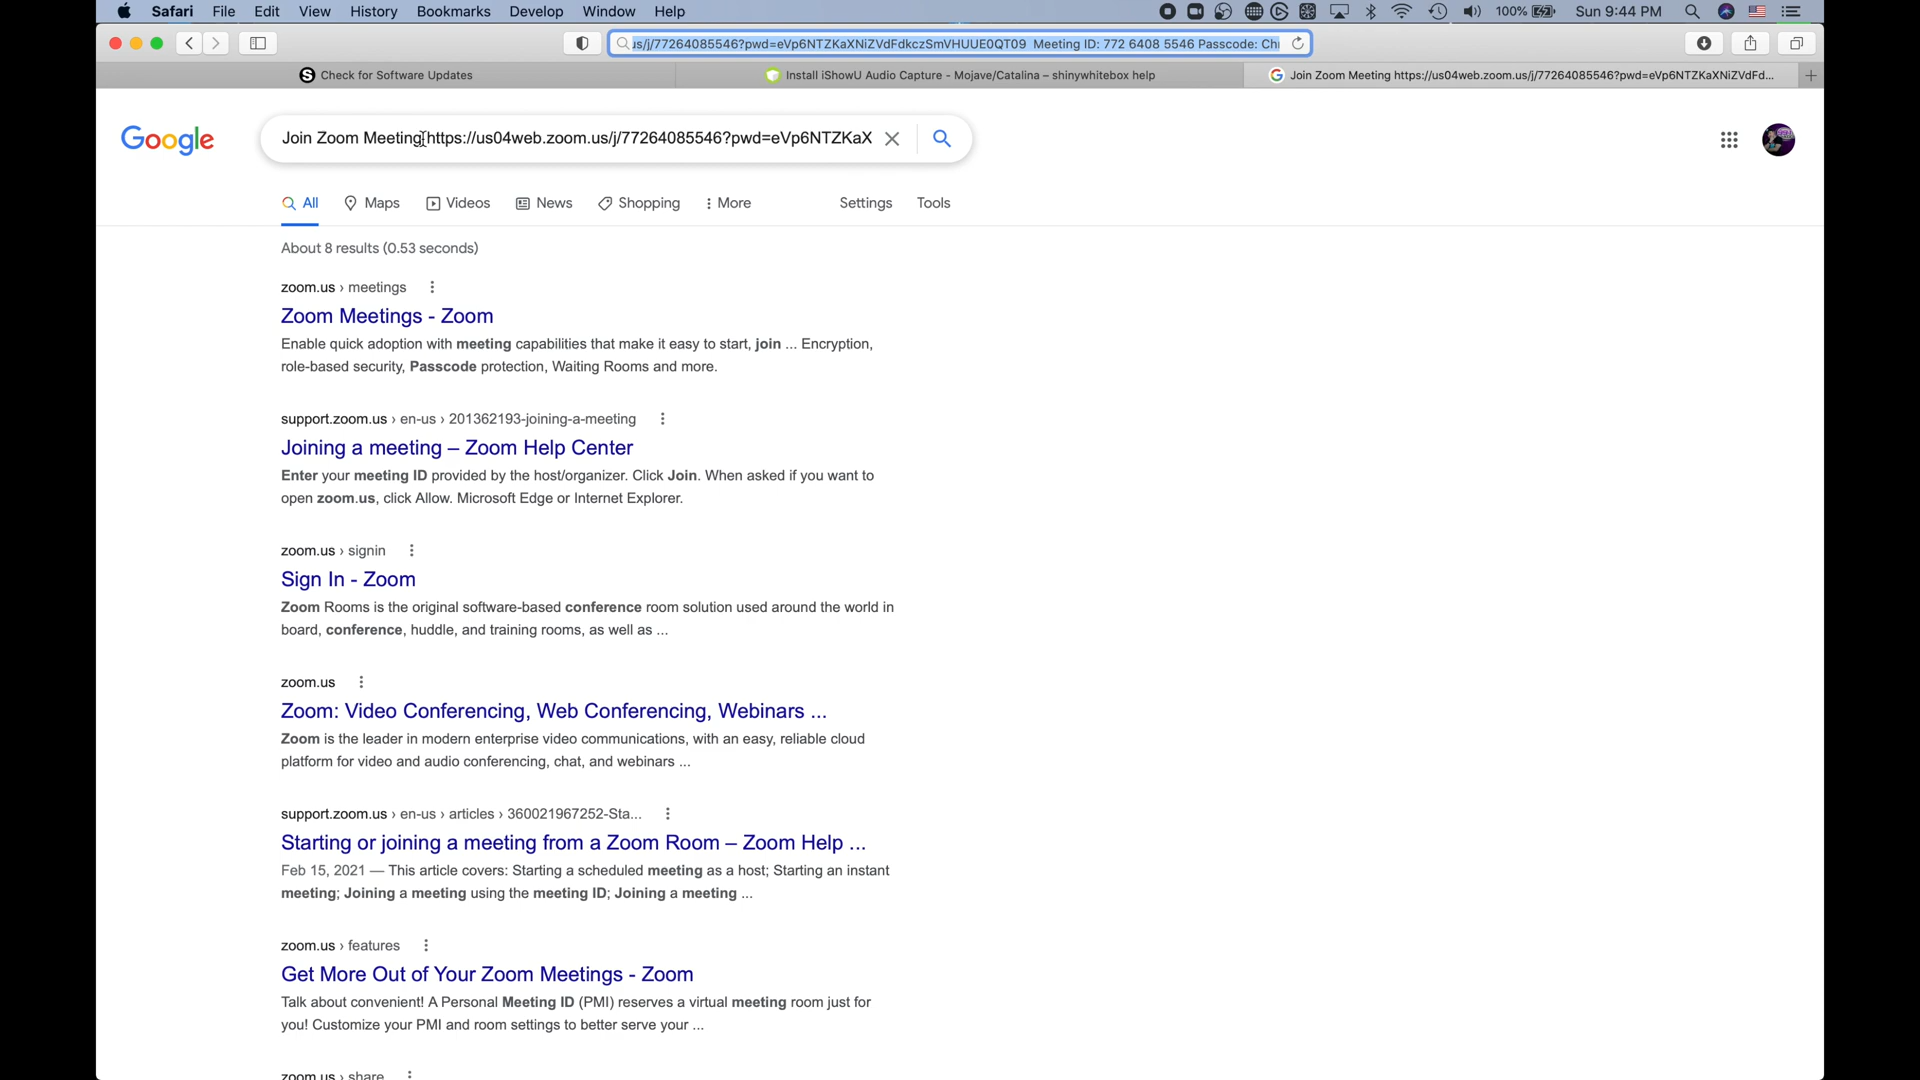 Safari File Edit View History Bookmarks Develop Window Help 100% Sun 9:44 PM
us/j/77264085546?pwd=eVp6NTZKaXNiZVdFdkczSmVHUUE0QT09 Meeting ID: 772 6408 5546 Passcode: Ch
Check for Software Updates
Install iShowU Audio Capture - Mojave/Catalina – shinywhitebox help
Join Zoom Meeting https://us04web.zoom.us/j/77264085546?pwd=eVp6NTZKaXNiZVdFd...
Google
Join Zoom Meeting https://us04web.zoom.us/j/77264085546?pwd=eVp6NTZKaX
All Maps Videos News Shopping More Settings Tools
About 8 results (0.53 seconds)
zoom.us › meetings
Zoom Meetings - Zoom
Enable quick adoption with meeting capabilities that make it easy to start, join ... Encryption,
role-based security, Passcode protection, Waiting Rooms and more.
support.zoom.us › en-us › 201362193-joining-a-meeting
Joining a meeting – Zoom Help Center
Enter your meeting ID provided by the host/organizer. Click Join. When asked if you want to
open zoom.us, click Allow. Microsoft Edge or Internet Explorer.
zoom.us › signin
Sign In - Zoom
Zoom Rooms is the original software-based conference room solution used around the world in
board, conference, huddle, and training rooms, as well as ...
zoom.us
Zoom: Video Conferencing, Web Conferencing, Webinars ...
Zoom is the leader in modern enterprise video communications, with an easy, reliable cloud
platform for video and audio conferencing, chat, and webinars ...
support.zoom.us › en-us › articles › 360021967252-Sta...
Starting or joining a meeting from a Zoom Room – Zoom Help ...
Feb 15, 2021 — This article covers: Starting a scheduled meeting as a host; Starting an instant
meeting; Joining a meeting using the meeting ID; Joining a meeting ...
zoom.us › features
Get More Out of Your Zoom Meetings - Zoom
Talk about convenient! A Personal Meeting ID (PMI) reserves a virtual meeting room just for
you! Customize your PMI and room settings to better serve your ...
zoom.us › share